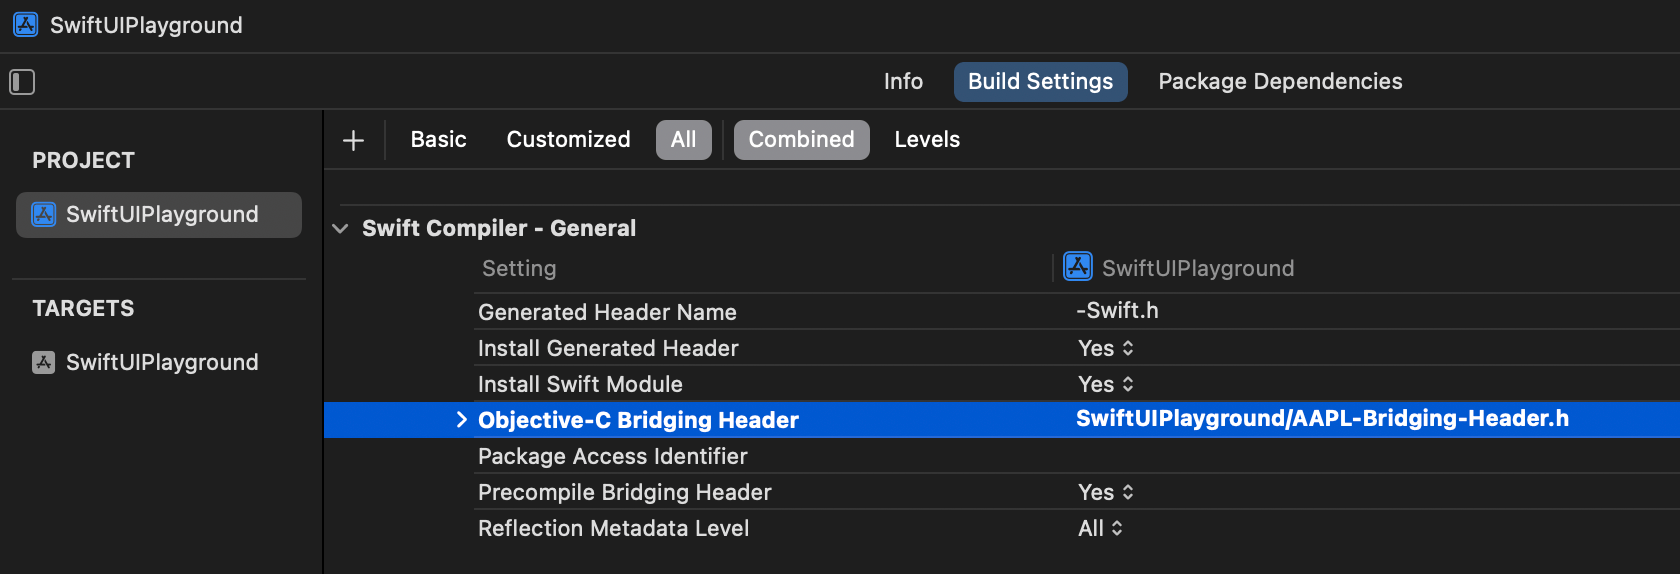 SwiftUIPlayground
Info Build Settings Package Dependencies
PROJECT
SwiftUIPlayground
TARGETS
SwiftUIPlayground
+ Basic Customized All Combined Levels
Swift Compiler - General
Setting SwiftUIPlayground
Generated Header Name -Swift.h
Install Generated Header Yes
Install Swift Module Yes
Objective-C Bridging Header SwiftUIPlayground/AAPL-Bridging-Header.h
Package Access Identifier
Precompile Bridging Header Yes
Reflection Metadata Level All